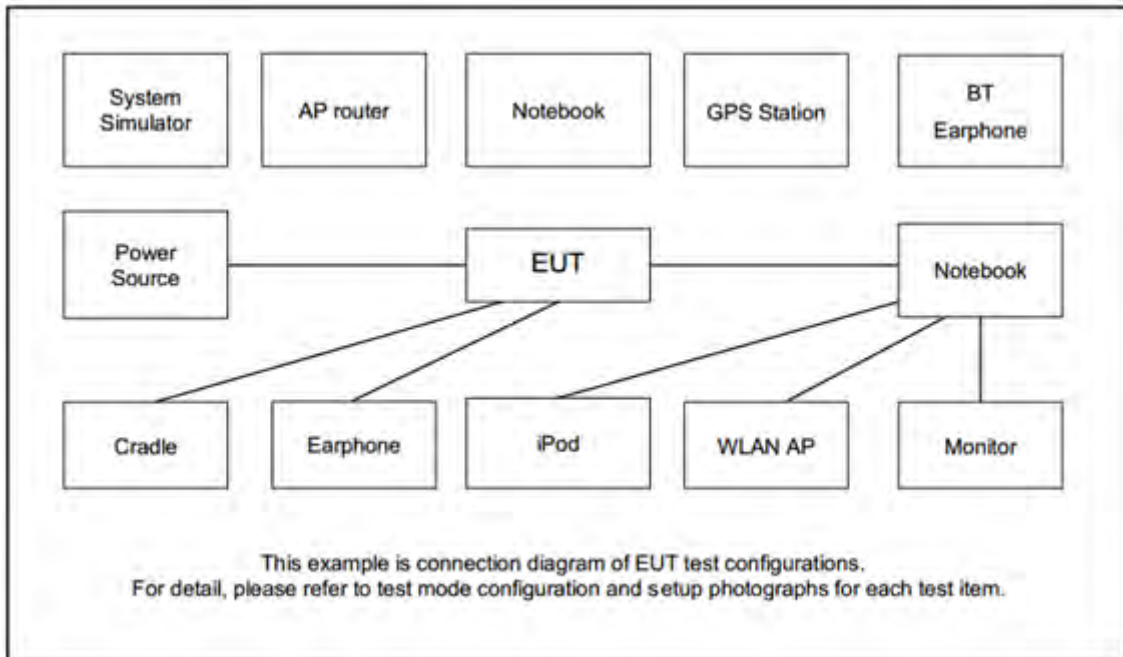 System
Simulator
AP router
Notebook
GPS Station
BT
Earphone
Power
Source
EUT
Notebook
Cradle
Earphone
iPod
WLAN AP
Monitor
This example is connection diagram of EUT test configurations.
For detail, please refer to test mode configuration and setup photographs for each test item.